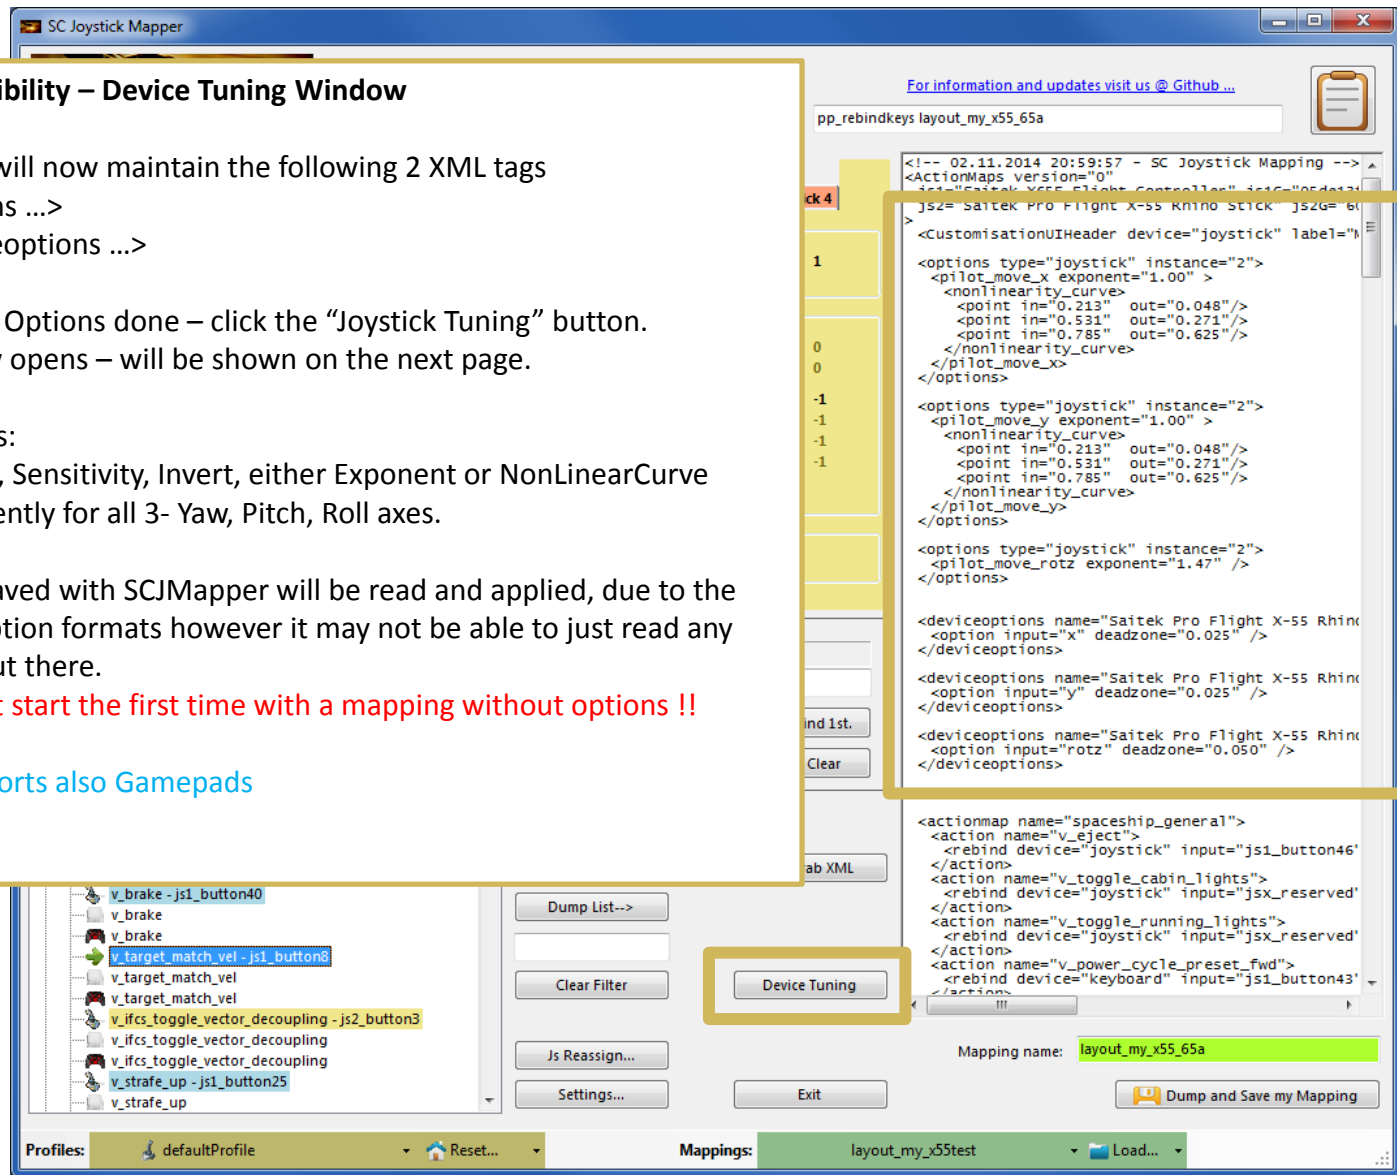 SC Joystick Mapper
ibility – Device Tuning Window
will now maintain the following 2 XML tags
ns …>
eoptions …>
Options done – click the “Joystick Tuning” button.
opens – will be shown on the next page.
s:
, Sensitivity, Invert, either Exponent or NonLinearCurve
ently for all 3- Yaw, Pitch, Roll axes.
aved with SCJMapper will be read and applied, due to the
tion formats however it may not be able to just read any
ut there.
t start the first time with a mapping without options !!
orts also Gamepads
For information and updates visit us @ Github ...
pp_rebindkeys layout_my_x55_65a
ck 4
1
0
0
-1
-1
-1
-1
ind 1st.
Clear
ab XML
<!-- 02.11.2014 20:59:57 - SC Joystick Mapping -->
<ActionMaps version="0"
js1="Saitek X655 Flight Controller" js1G="05de13
js2="Saitek Pro Flight X-55 Rhino Stick" js2G="6
>
<CustomisationUIHeader device="joystick" label="M
<options type="joystick" instance="2">
<pilot_move_x exponent="1.00" >
<nonlinearity_curve>
<point in="0.213" out="0.048"/>
<point in="0.531" out="0.271"/>
<point in="0.785" out="0.625"/>
</nonlinearity_curve>
</pilot_move_x>
</options>
<options type="joystick" instance="2">
<pilot_move_y exponent="1.00" >
<nonlinearity_curve>
<point in="0.213" out="0.048"/>
<point in="0.531" out="0.271"/>
<point in="0.785" out="0.625"/>
</nonlinearity_curve>
</pilot_move_y>
</options>
<options type="joystick" instance="2">
<pilot_move_rotz exponent="1.47" />
</options>
<deviceoptions name="Saitek Pro Flight X-55 Rhino
<option input="x" deadzone="0.025" />
</deviceoptions>
<deviceoptions name="Saitek Pro Flight X-55 Rhino
<option input="y" deadzone="0.025" />
</deviceoptions>
<deviceoptions name="Saitek Pro Flight X-55 Rhino
<option input="rotz" deadzone="0.050" />
</deviceoptions>
<actionmap name="spaceship_general">
<action name="v_eject">
<rebind device="joystick" input="js1_button46"
</action>
<action name="v_toggle_cabin_lights">
<rebind device="joystick" input="jsx_reserved"
</action>
<action name="v_toggle_running_lights">
<rebind device="joystick" input="jsx_reserved"
</action>
<action name="v_power_cycle_preset_fwd">
<rebind device="keyboard" input="js1_button43"
</action>
v_brake - js1_button40
v_brake
v_brake
v_target_match_vel - js1_button8
v_target_match_vel
v_target_match_vel
v_ifcs_toggle_vector_decoupling - js2_button3
v_ifcs_toggle_vector_decoupling
v_ifcs_toggle_vector_decoupling
v_strafe_up - js1_button25
v_strafe_up
Dump List-->
Clear Filter
Device Tuning
Js Reassign...
Settings...
Exit
Mapping name: layout_my_x55_65a
Dump and Save my Mapping
Profiles: defaultProfile Reset... Mappings: layout_my_x55test Load...